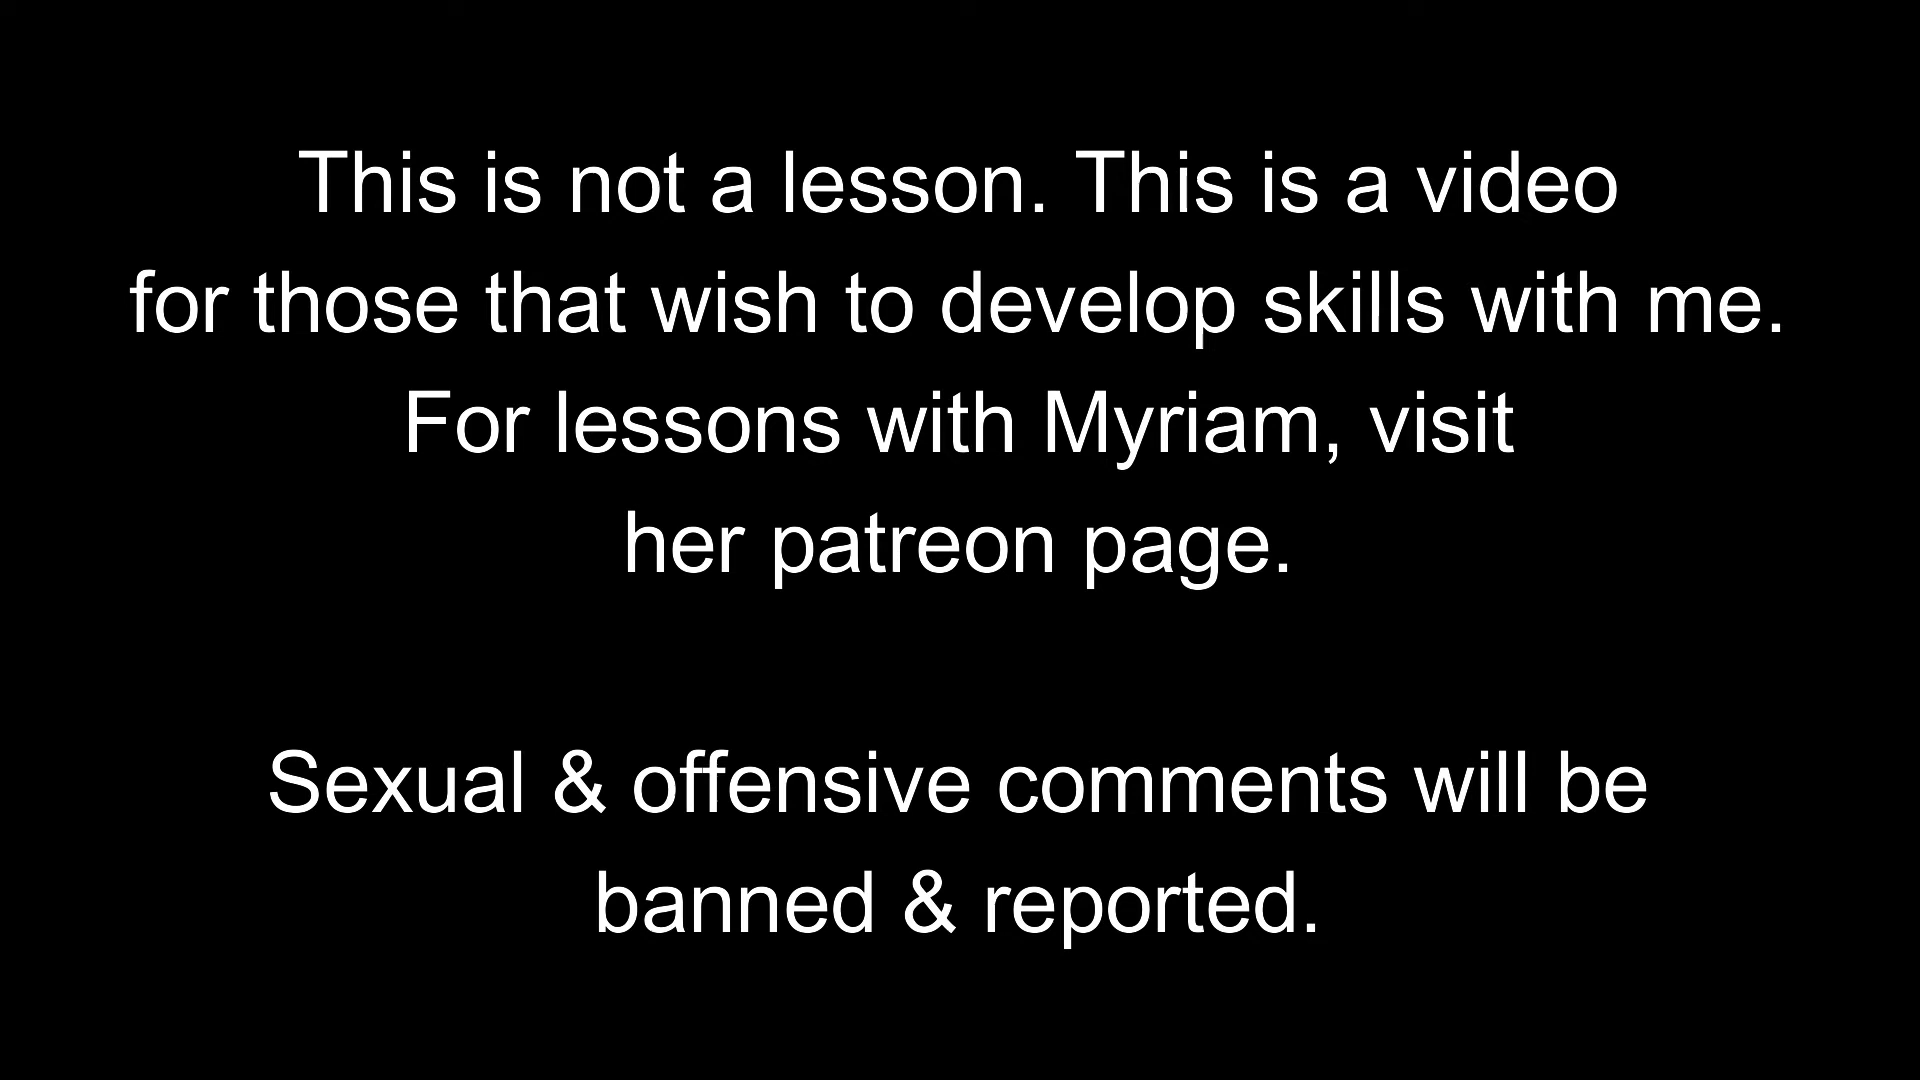 This is not a lesson. This is a video
for those that wish to develop skills with me.
For lessons with Myriam, visit
her patreon page.
Sexual & offensive comments will be
banned & reported.